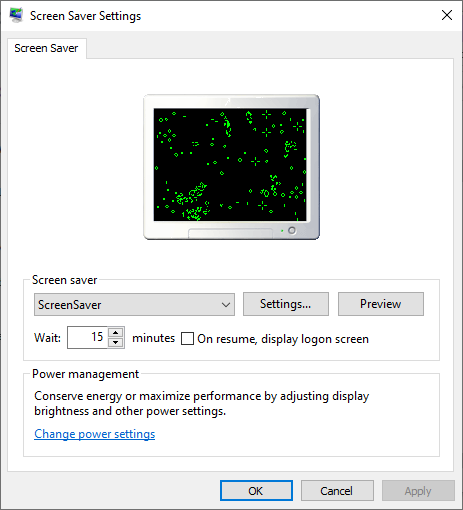 Screen Saver Settings
Screen Saver
Screen saver
ScreenSaver
Settings...
Preview
Wait: 15 minutes
On resume, display logon screen
Power management
Conserve energy or maximize performance by adjusting display
brightness and other power settings.
Change power settings
OK
Cancel
Apply